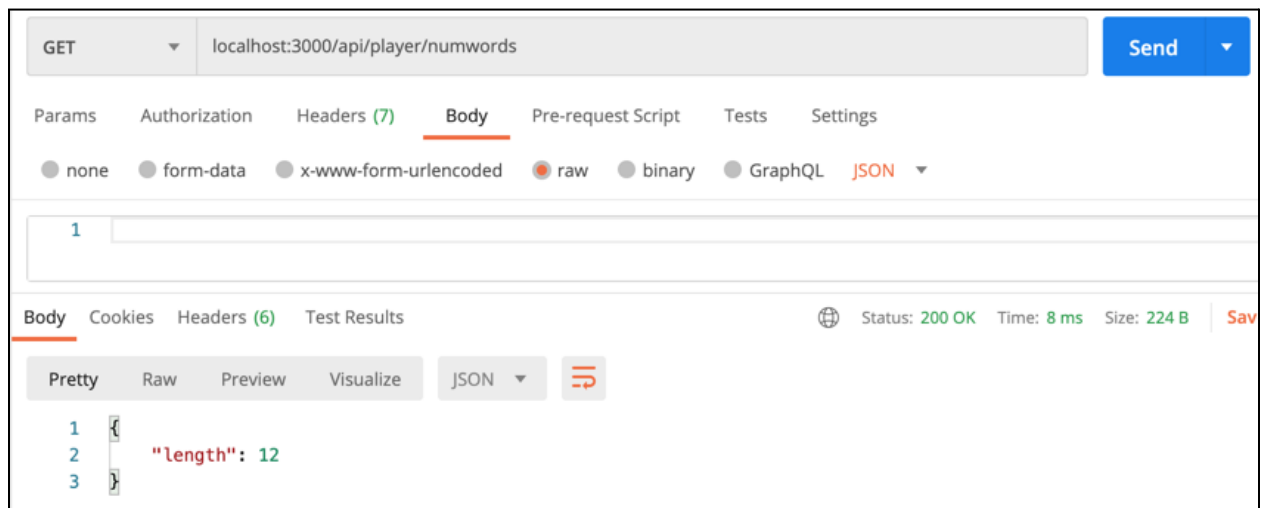 GET localhost:3000/api/player/numwords Send
Params Authorization Headers (7) Body Pre-request Script Tests Settings
none form-data x-www-form-urlencoded raw binary GraphQL JSON
1
Body Cookies Headers (6) Test Results Status: 200 OK Time: 8 ms Size: 224 B Sav
Pretty Raw Preview Visualize JSON
1 {
2 "length": 12
3 }